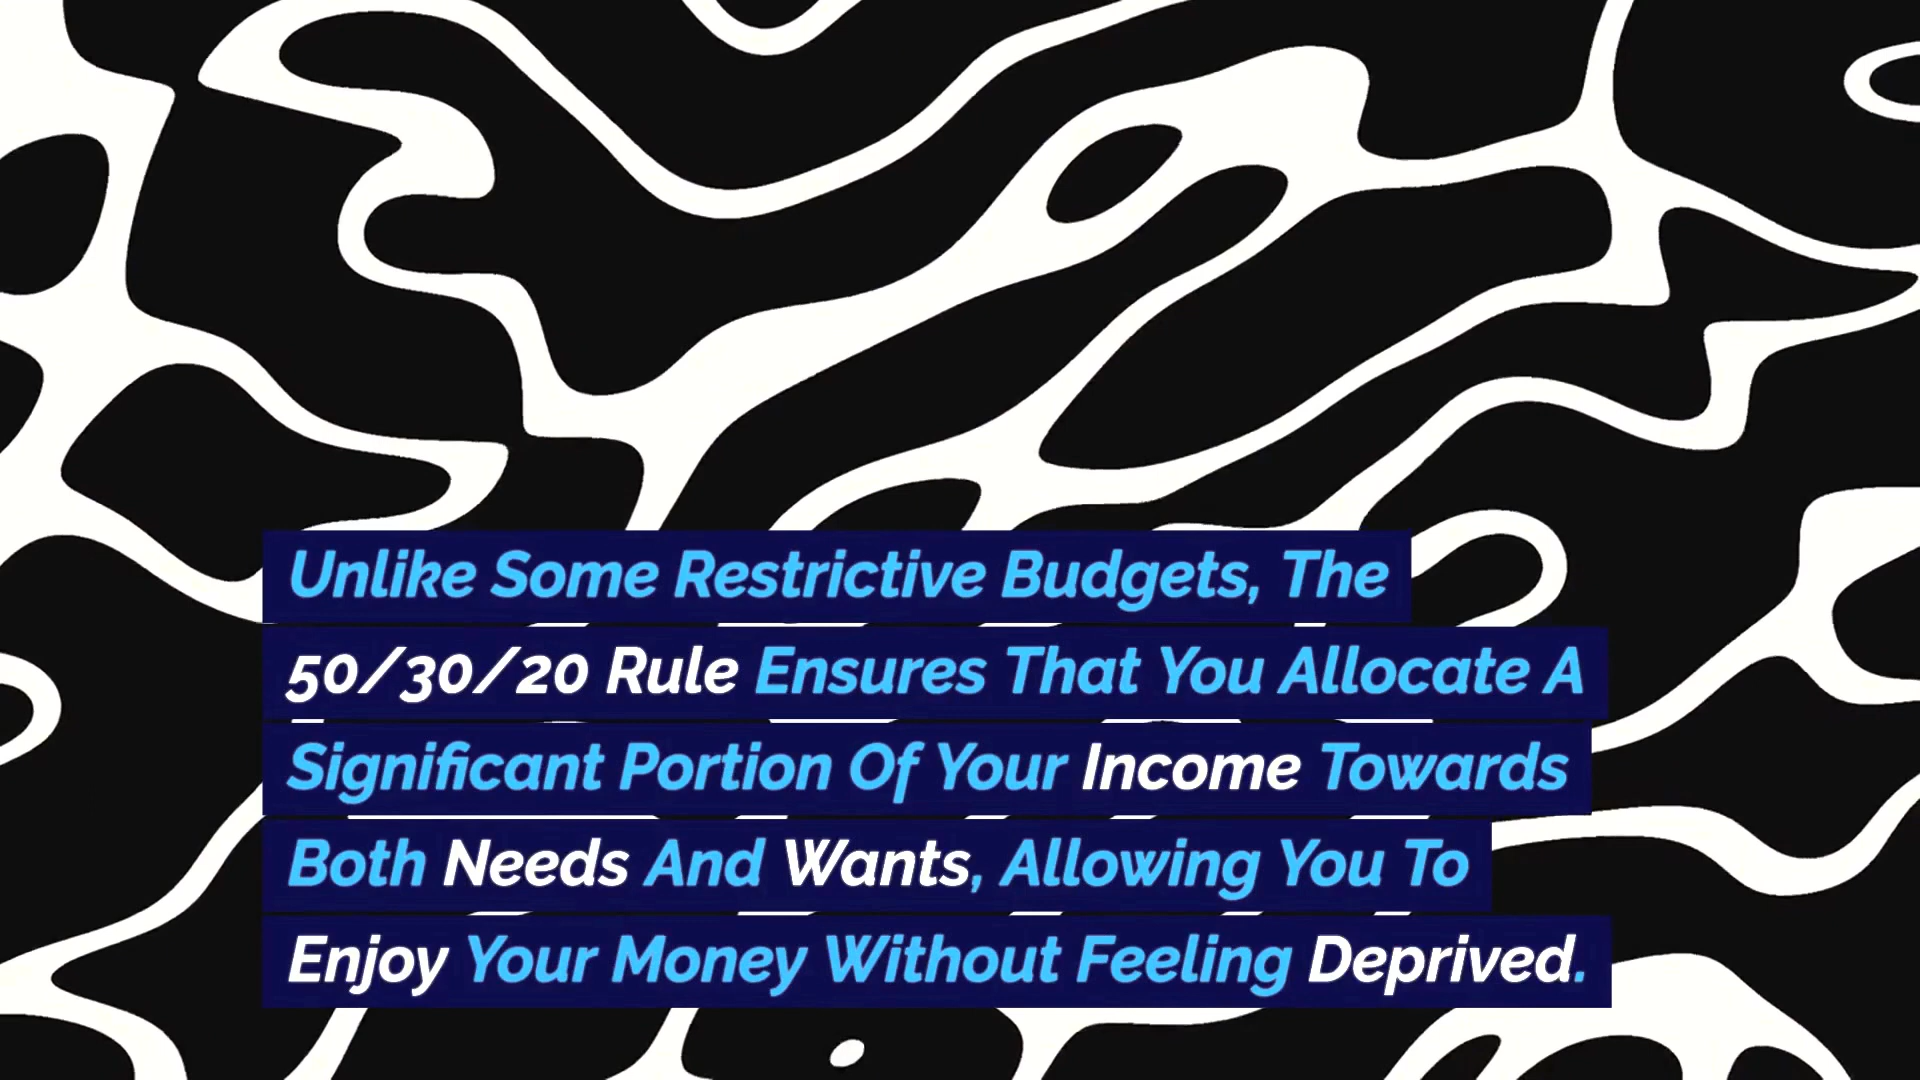 Unlike Some Restrictive Budgets, The
50/30/20 Rule Ensures That You Allocate A
Significant Portion Of Your Income Towards
Both Needs And Wants, Allowing You To
Enjoy Your Money Without Feeling Deprived.